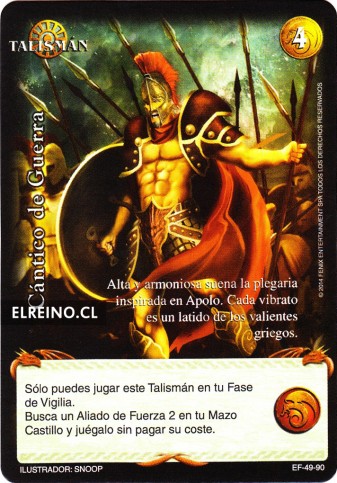 TALISMÁN
4
Cántico de Guerra
© 2014 FENIX ENTERTAINMENT SPA TODOS LOS DERECHOS RESERVADOS
Alta y armoniosa suena la plegaria
inspirada en Apolo. Cada vibrato
es un latido de los valientes
griegos.
ELREINO.CL
Sólo puedes jugar este Talismán en tu Fase
de Vigilia.
Busca un Aliado de Fuerza 2 en tu Mazo
Castillo y juégalo sin pagar su coste.
ILUSTRADOR: SNOOP
EF-49-90